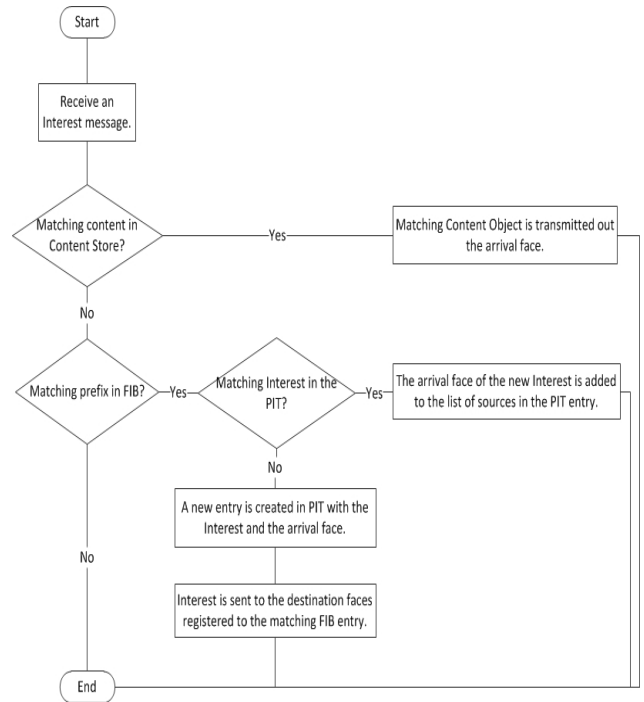 Start
Receive an
Interest message.
Matching content in
Content Store?
Yes
Matching Content Object is transmitted out
the arrival face.
No
Matching prefix in FIB?
Yes
Matching Interest in the
PIT?
Yes
The arrival face of the new Interest is added
to the list of sources in the PIT entry.
No
A new entry is created in PIT with the
Interest and the arrival face.
No
Interest is sent to the destination faces
registered to the matching FIB entry.
End